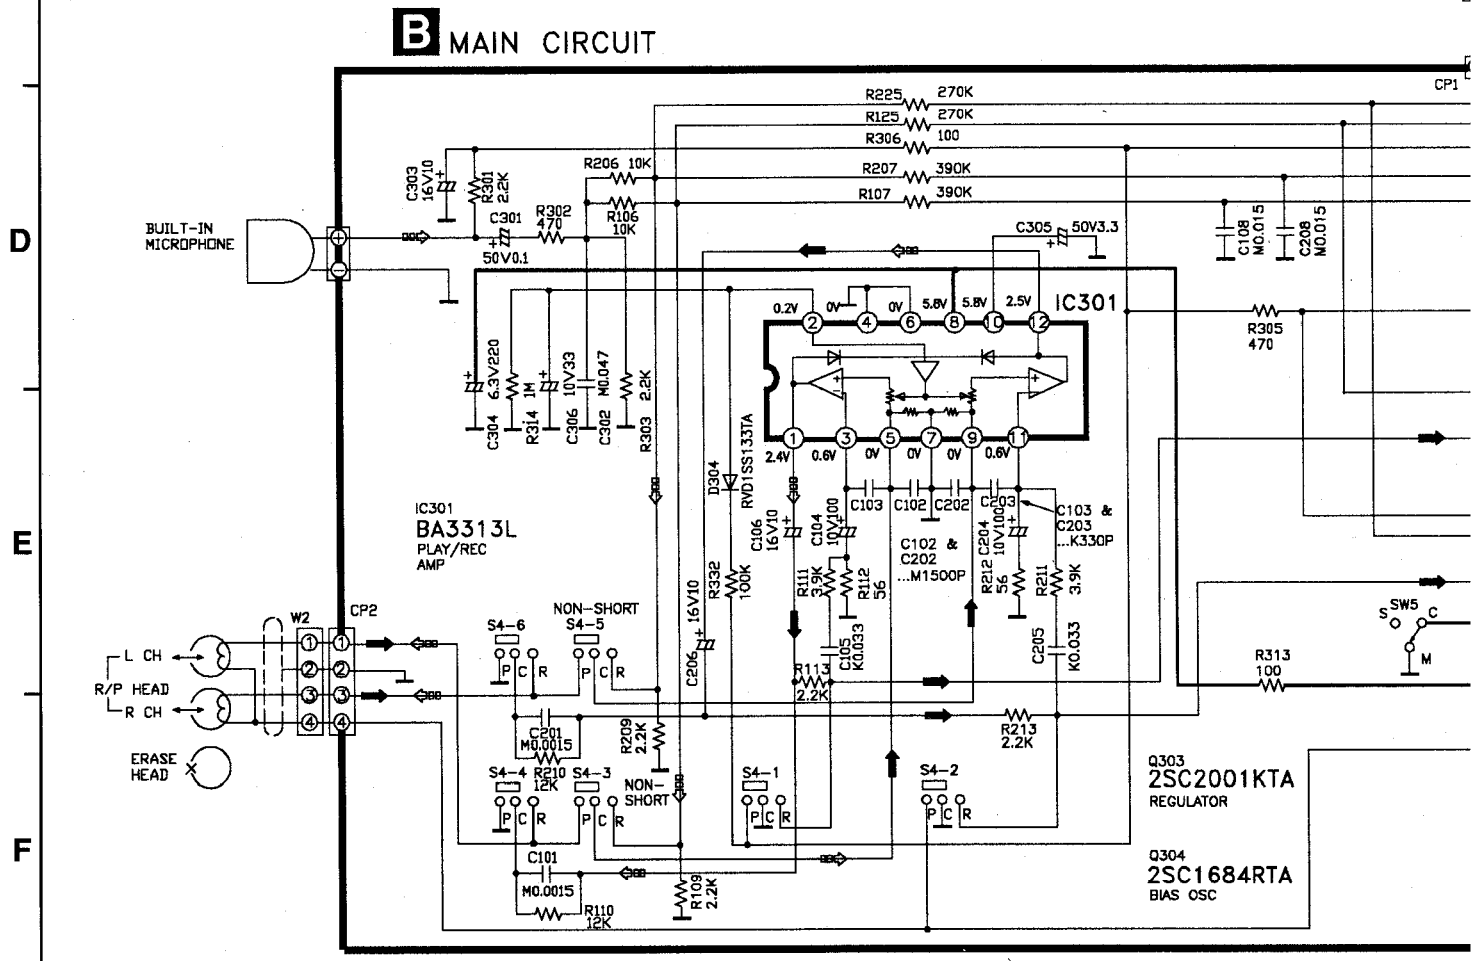 B MAIN CIRCUIT
CP1
R225 270K
R125 270K
R306 100
R207 390K
R107 390K
R206 10K
R106
10K
C303
16V10
R301
2.2K
C301
50V0.1
R302
470
BUILT-IN
MICROPHONE
+
−
D
C305 50V3.3
C108
M0.015
C208
M0.015
IC301
0.2V 0V 0V 5.8V 5.8V 2.5V
2 4 6 8 10 12
R305
470
C304
6.3V220
R314
1M
C306
10V33
C302
M0.047
R303
2.2K
1 3 5 7 9 11
2.4V 0.6V 0V 0V 0V 0.6V
D304
RVD1SS133TA
C103 C102 C202 C203
C106
16V10
C104
10V100
C204
10V100
C103 &
C203
...K330P
C102 &
C202
...M1500P
IC301
BA3313L
PLAY/REC
AMP
E
R332
100K
R111
3.9K
R112
56
R212
56
R211
3.9K
C206 16V10
C105
K0.033
C205
K0.033
NON-SHORT
S4-6 S4-5
P C R P C R
W2 CP2
1 1
2 2
3 3
4 4
L CH
R/P HEAD
R CH
ERASE
HEAD
SW5
S C
M
R313
100
R113
2.2K
R213
2.2K
C201
M0.0015
R210
12K
R209
2.2K
S4-4 S4-3
NON-
SHORT
P C R P C R
S4-1
P C R
S4-2
P C R
Q303
2SC2001KTA
REGULATOR
F
C101
M0.0015
R110
12K
R109
2.2K
Q304
2SC1684RTA
BIAS OSC